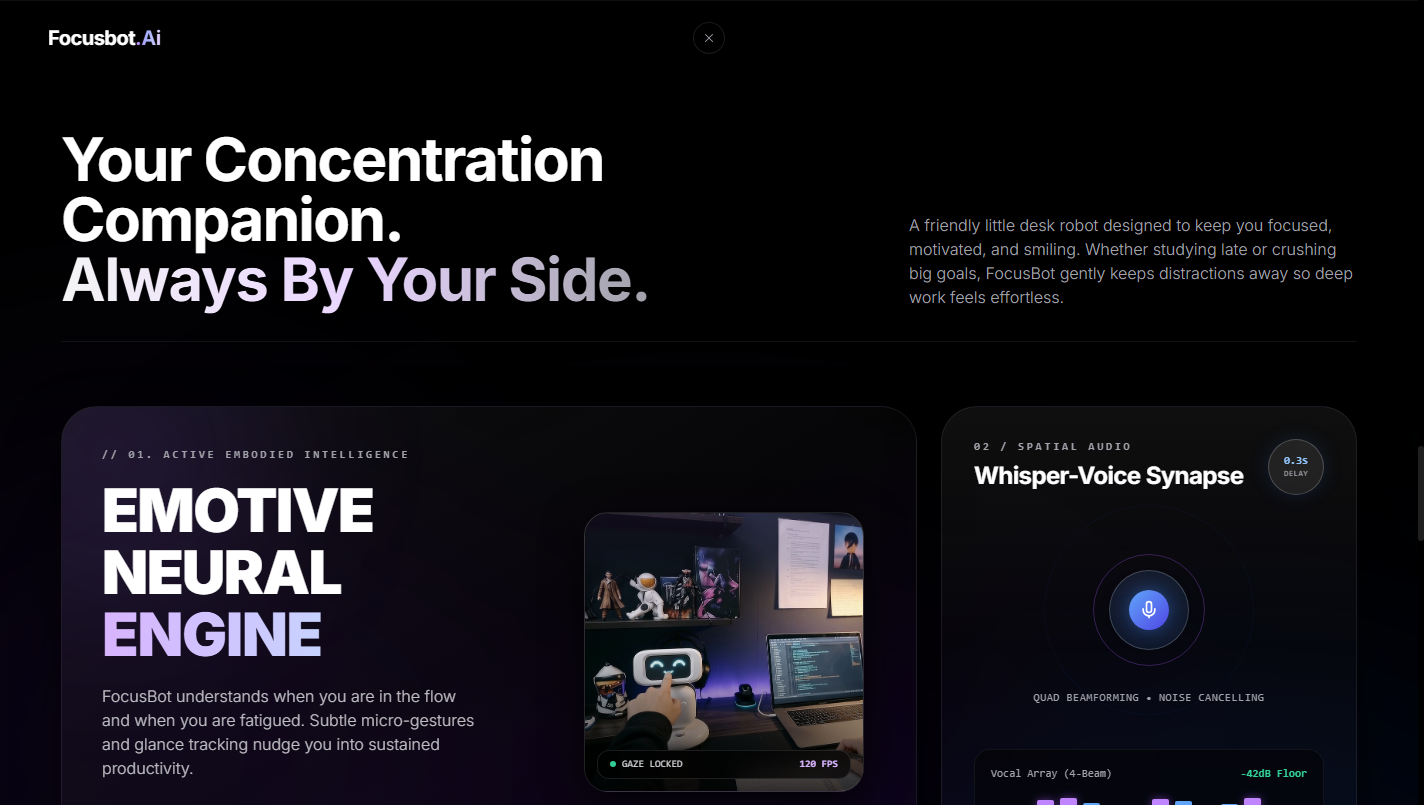 Focusbot.Ai
Your Concentration
Companion.
Always By Your Side.
A friendly little desk robot designed to keep you focused,
motivated, and smiling. Whether studying late or crushing
big goals, FocusBot gently keeps distractions away so deep
work feels effortless.
// 01. ACTIVE EMBODIED INTELLIGENCE
EMOTIVE
NEURAL
ENGINE
FocusBot understands when you are in the flow
and when you are fatigued. Subtle micro-gestures
and glance tracking nudge you into sustained
productivity.
GAZE LOCKED
120 FPS
02 / SPATIAL AUDIO
Whisper-Voice Synapse
0.3s
DELAY
QUAD BEAMFORMING • NOISE CANCELLING
Vocal Array (4-Beam)
-42dB Floor